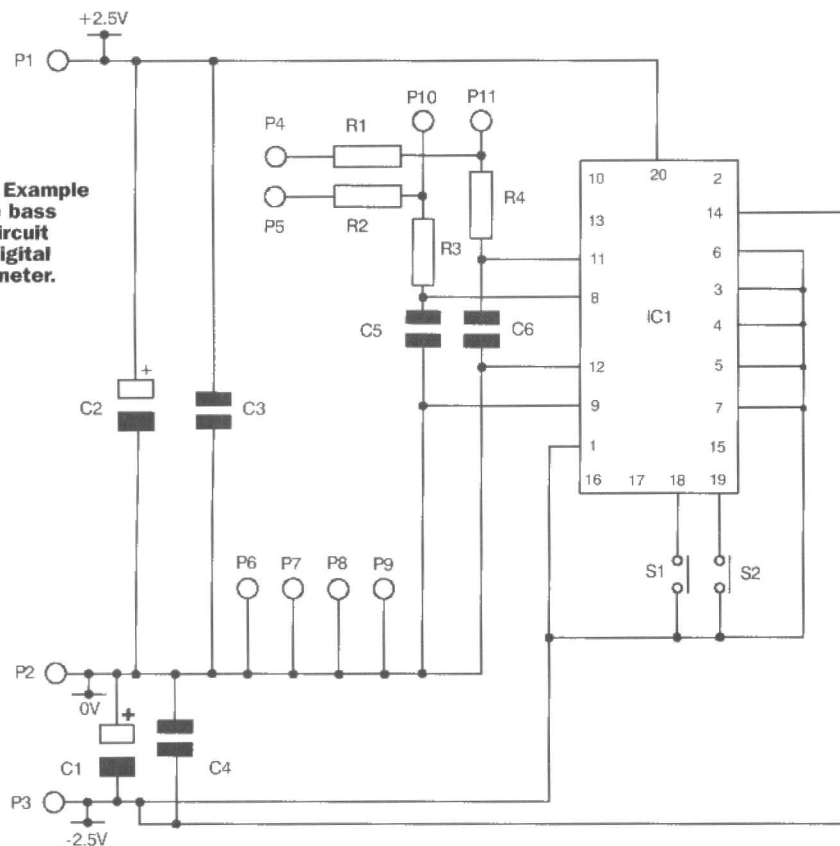 +2.5V
P1
P10 P11
P4 R1
Example
bass
ircuit
igital
meter.
P5 R2
R4
R3
10 20 2
13 14
11 6
8 3
IC1
C5 C6
4
12 5
9 7
1 15
16 17 18 19
+
C2 C3
S1 S2
P6 P7 P8 P9
P2
0V
+
C1 C4
P3
-2.5V